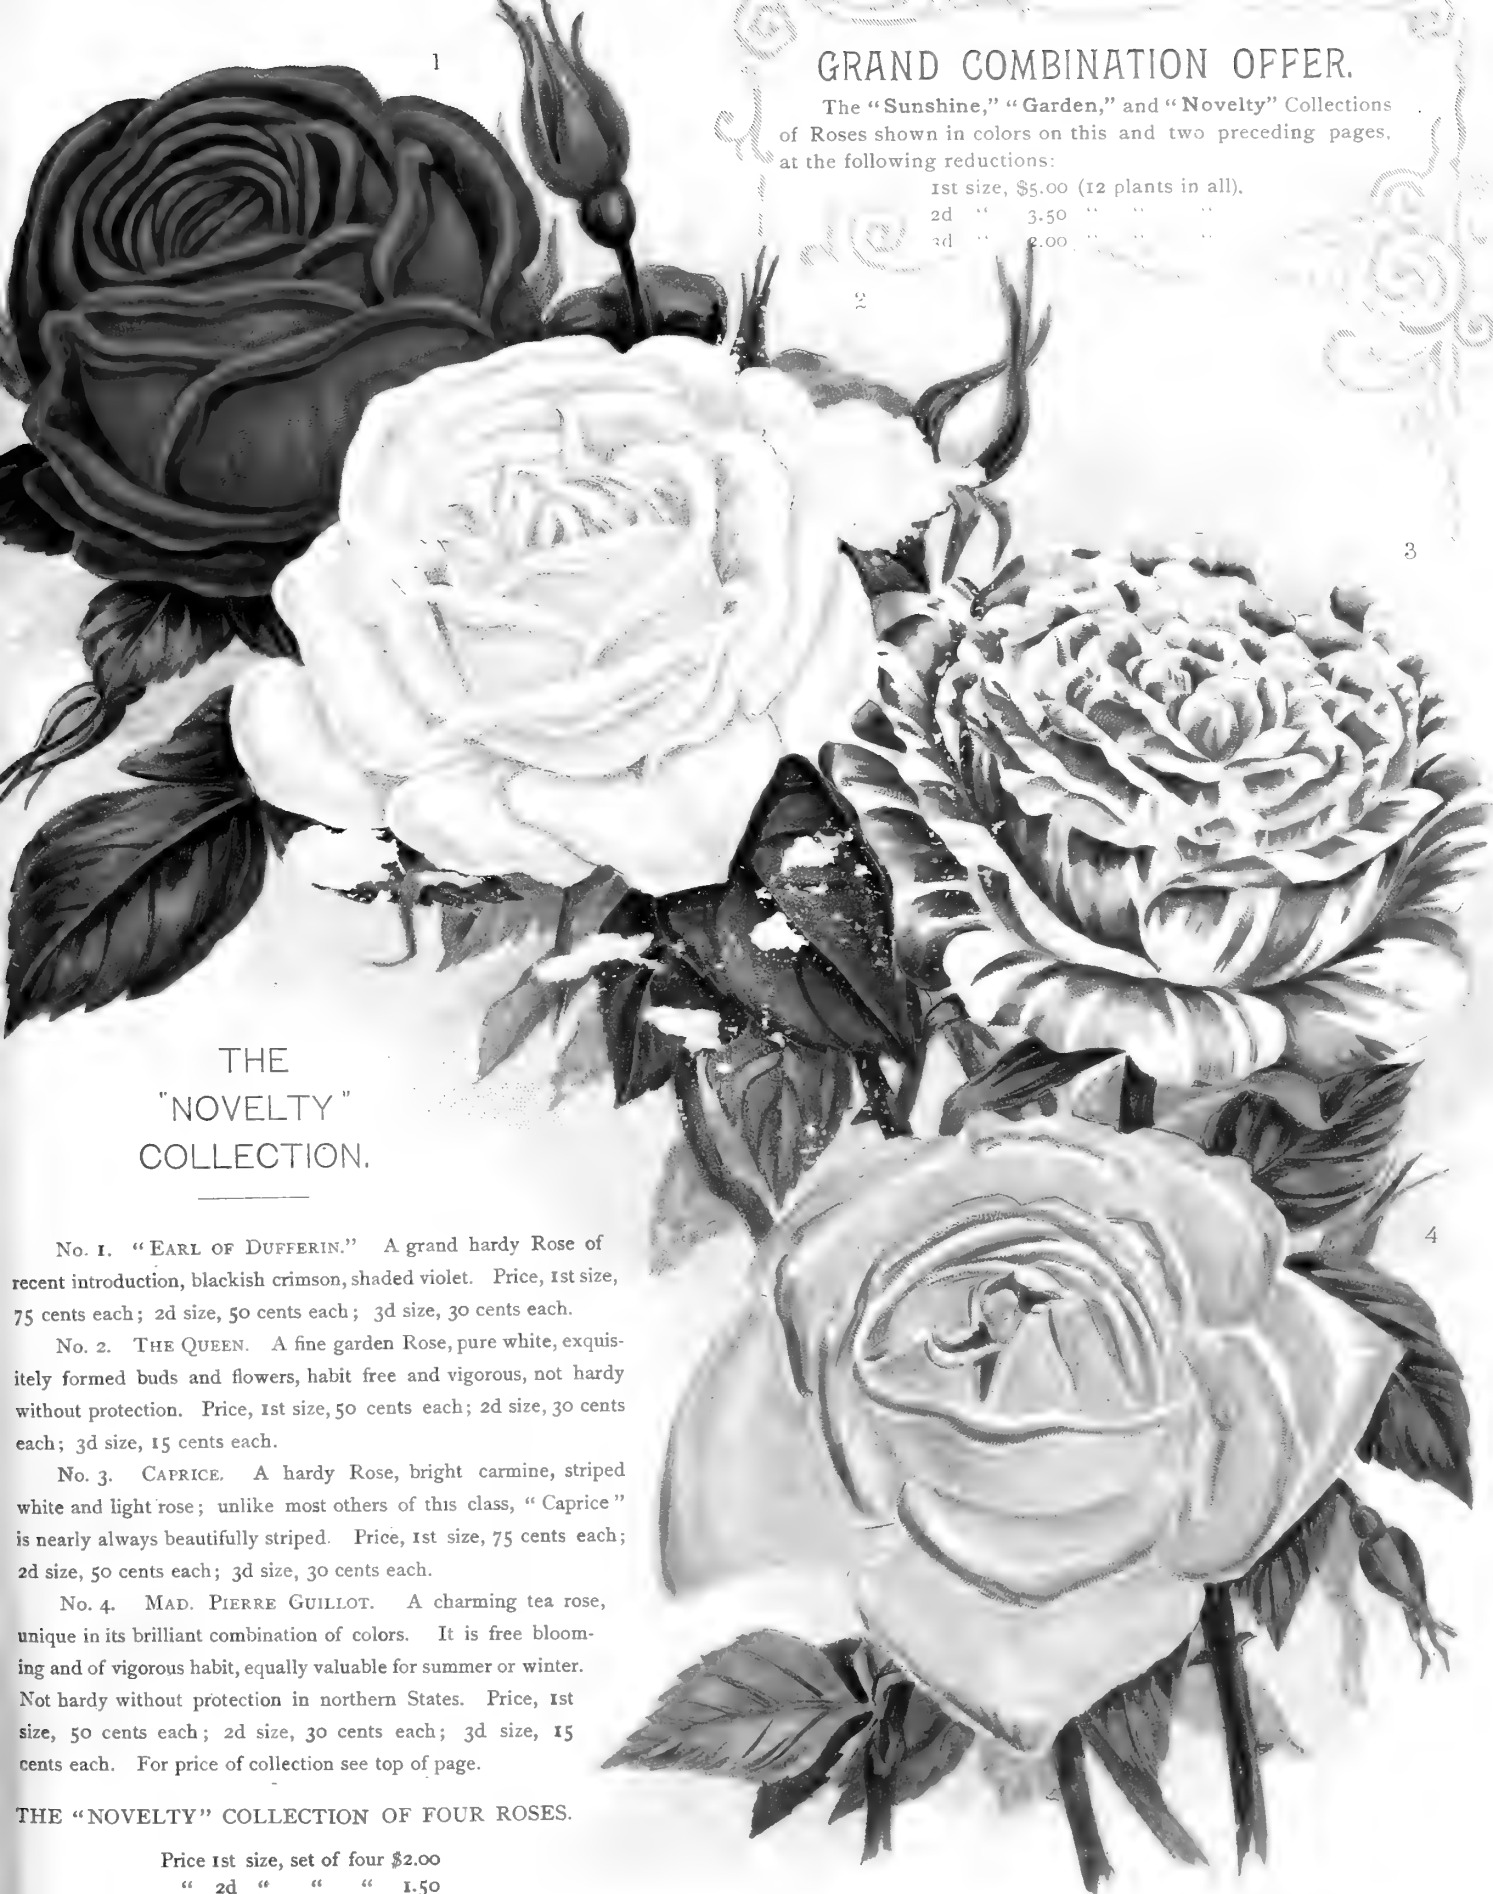 1
GRAND COMBINATION OFFER.
The "Sunshine," "Garden," and "Novelty" Collections
of Roses shown in colors on this and two preceding pages,
at the following reductions:
1st size, $5.00 (12 plants in all).
2d " 3.50 " " "
3d " 2.00 " " "
2
3
THE
"NOVELTY"
COLLECTION.
4
No. 1. "EARL OF DUFFERIN." A grand hardy Rose of
recent introduction, blackish crimson, shaded violet. Price, 1st size,
75 cents each; 2d size, 50 cents each; 3d size, 30 cents each.
No. 2. THE QUEEN. A fine garden Rose, pure white, exquis-
itely formed buds and flowers, habit free and vigorous, not hardy
without protection. Price, 1st size, 50 cents each; 2d size, 30 cents
each; 3d size, 15 cents each.
No. 3. CAPRICE. A hardy Rose, bright carmine, striped
white and light rose; unlike most others of this class, "Caprice"
is nearly always beautifully striped. Price, 1st size, 75 cents each;
2d size, 50 cents each; 3d size, 30 cents each.
No. 4. MAD. PIERRE GUILLOT. A charming tea rose,
unique in its brilliant combination of colors. It is free bloom-
ing and of vigorous habit, equally valuable for summer or winter.
Not hardy without protection in northern States. Price, 1st
size, 50 cents each; 2d size, 30 cents each; 3d size, 15
cents each. For price of collection see top of page.
THE "NOVELTY" COLLECTION OF FOUR ROSES.
Price 1st size, set of four $2.00
" 2d " " " 1.50